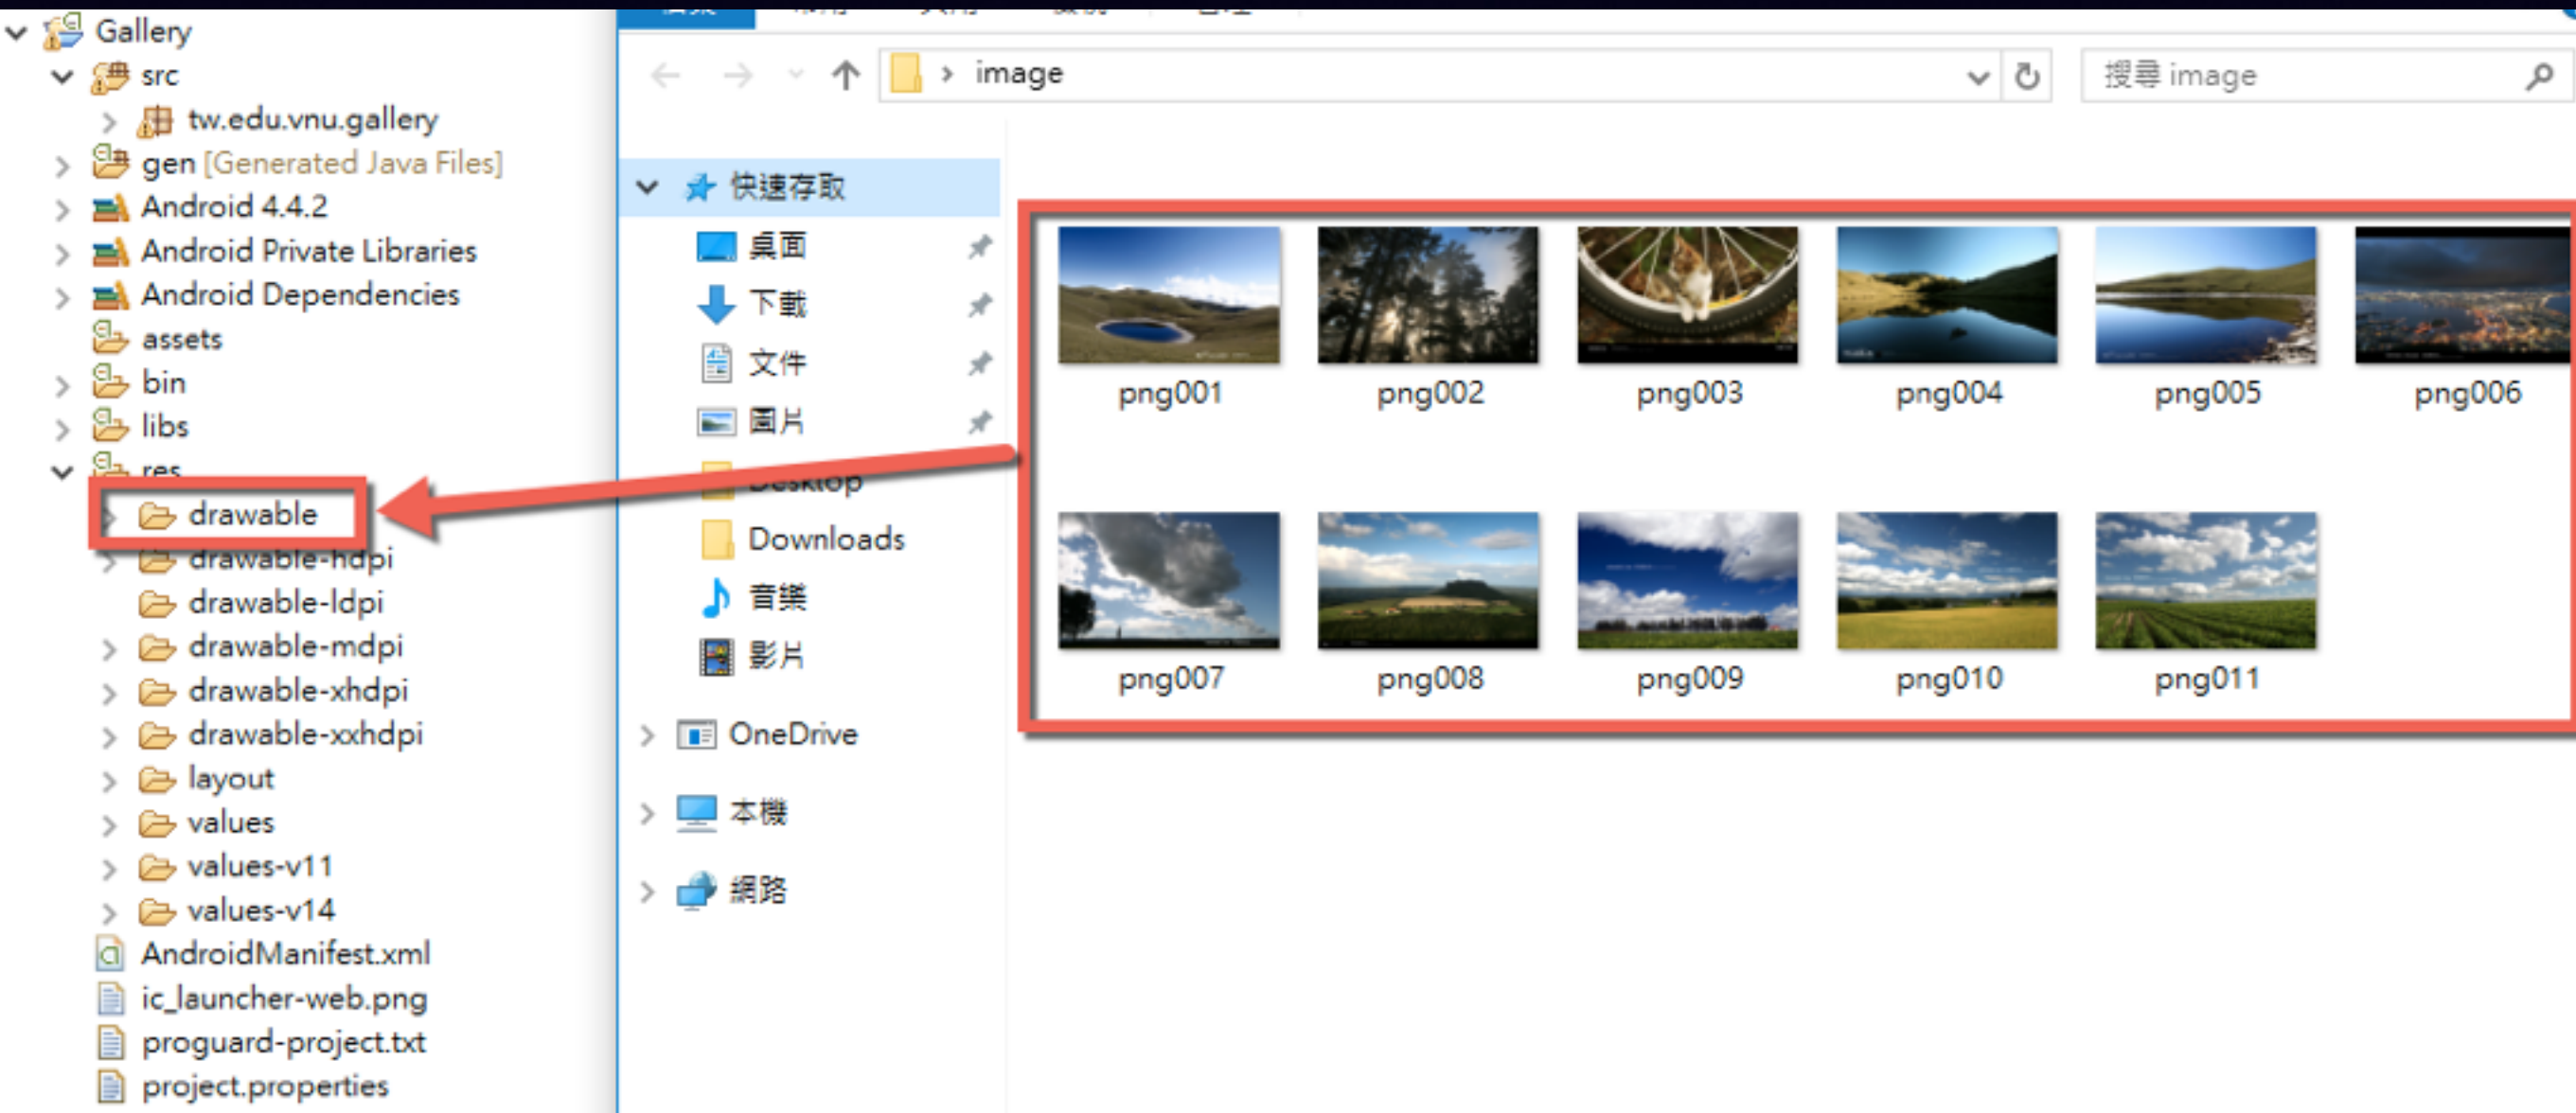 Gallery
src
tw.edu.vnu.gallery
gen [Generated Java Files]
Android 4.4.2
Android Private Libraries
Android Dependencies
assets
bin
libs
res
drawable
drawable-hdpi
drawable-ldpi
drawable-mdpi
drawable-xhdpi
drawable-xxhdpi
layout
values
values-v11
values-v14
AndroidManifest.xml
ic_launcher-web.png
proguard-project.txt
project.properties
image
搜尋 image
快速存取
桌面
下載
文件
圖片
Desktop
Downloads
音樂
影片
OneDrive
本機
網路
png001 png002 png003 png004 png005 png006
png007 png008 png009 png010 png011